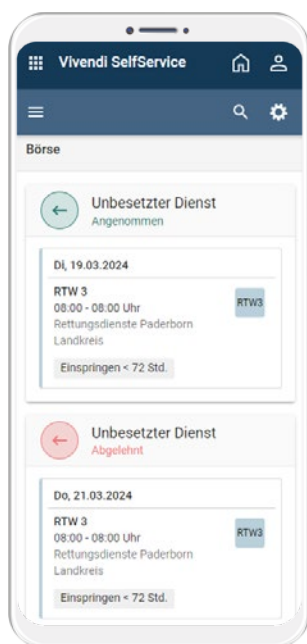 Vivendi SelfService
Börse
Unbesetzter Dienst
Angenommen
Di, 19.03.2024
RTW 3
08:00 - 08:00 Uhr
Rettungsdienste Paderborn
Landkreis
RTW3
Einspringen < 72 Std.
Unbesetzter Dienst
Abgelehnt
Do, 21.03.2024
RTW 3
08:00 - 08:00 Uhr
Rettungsdienste Paderborn
Landkreis
RTW3
Einspringen < 72 Std.